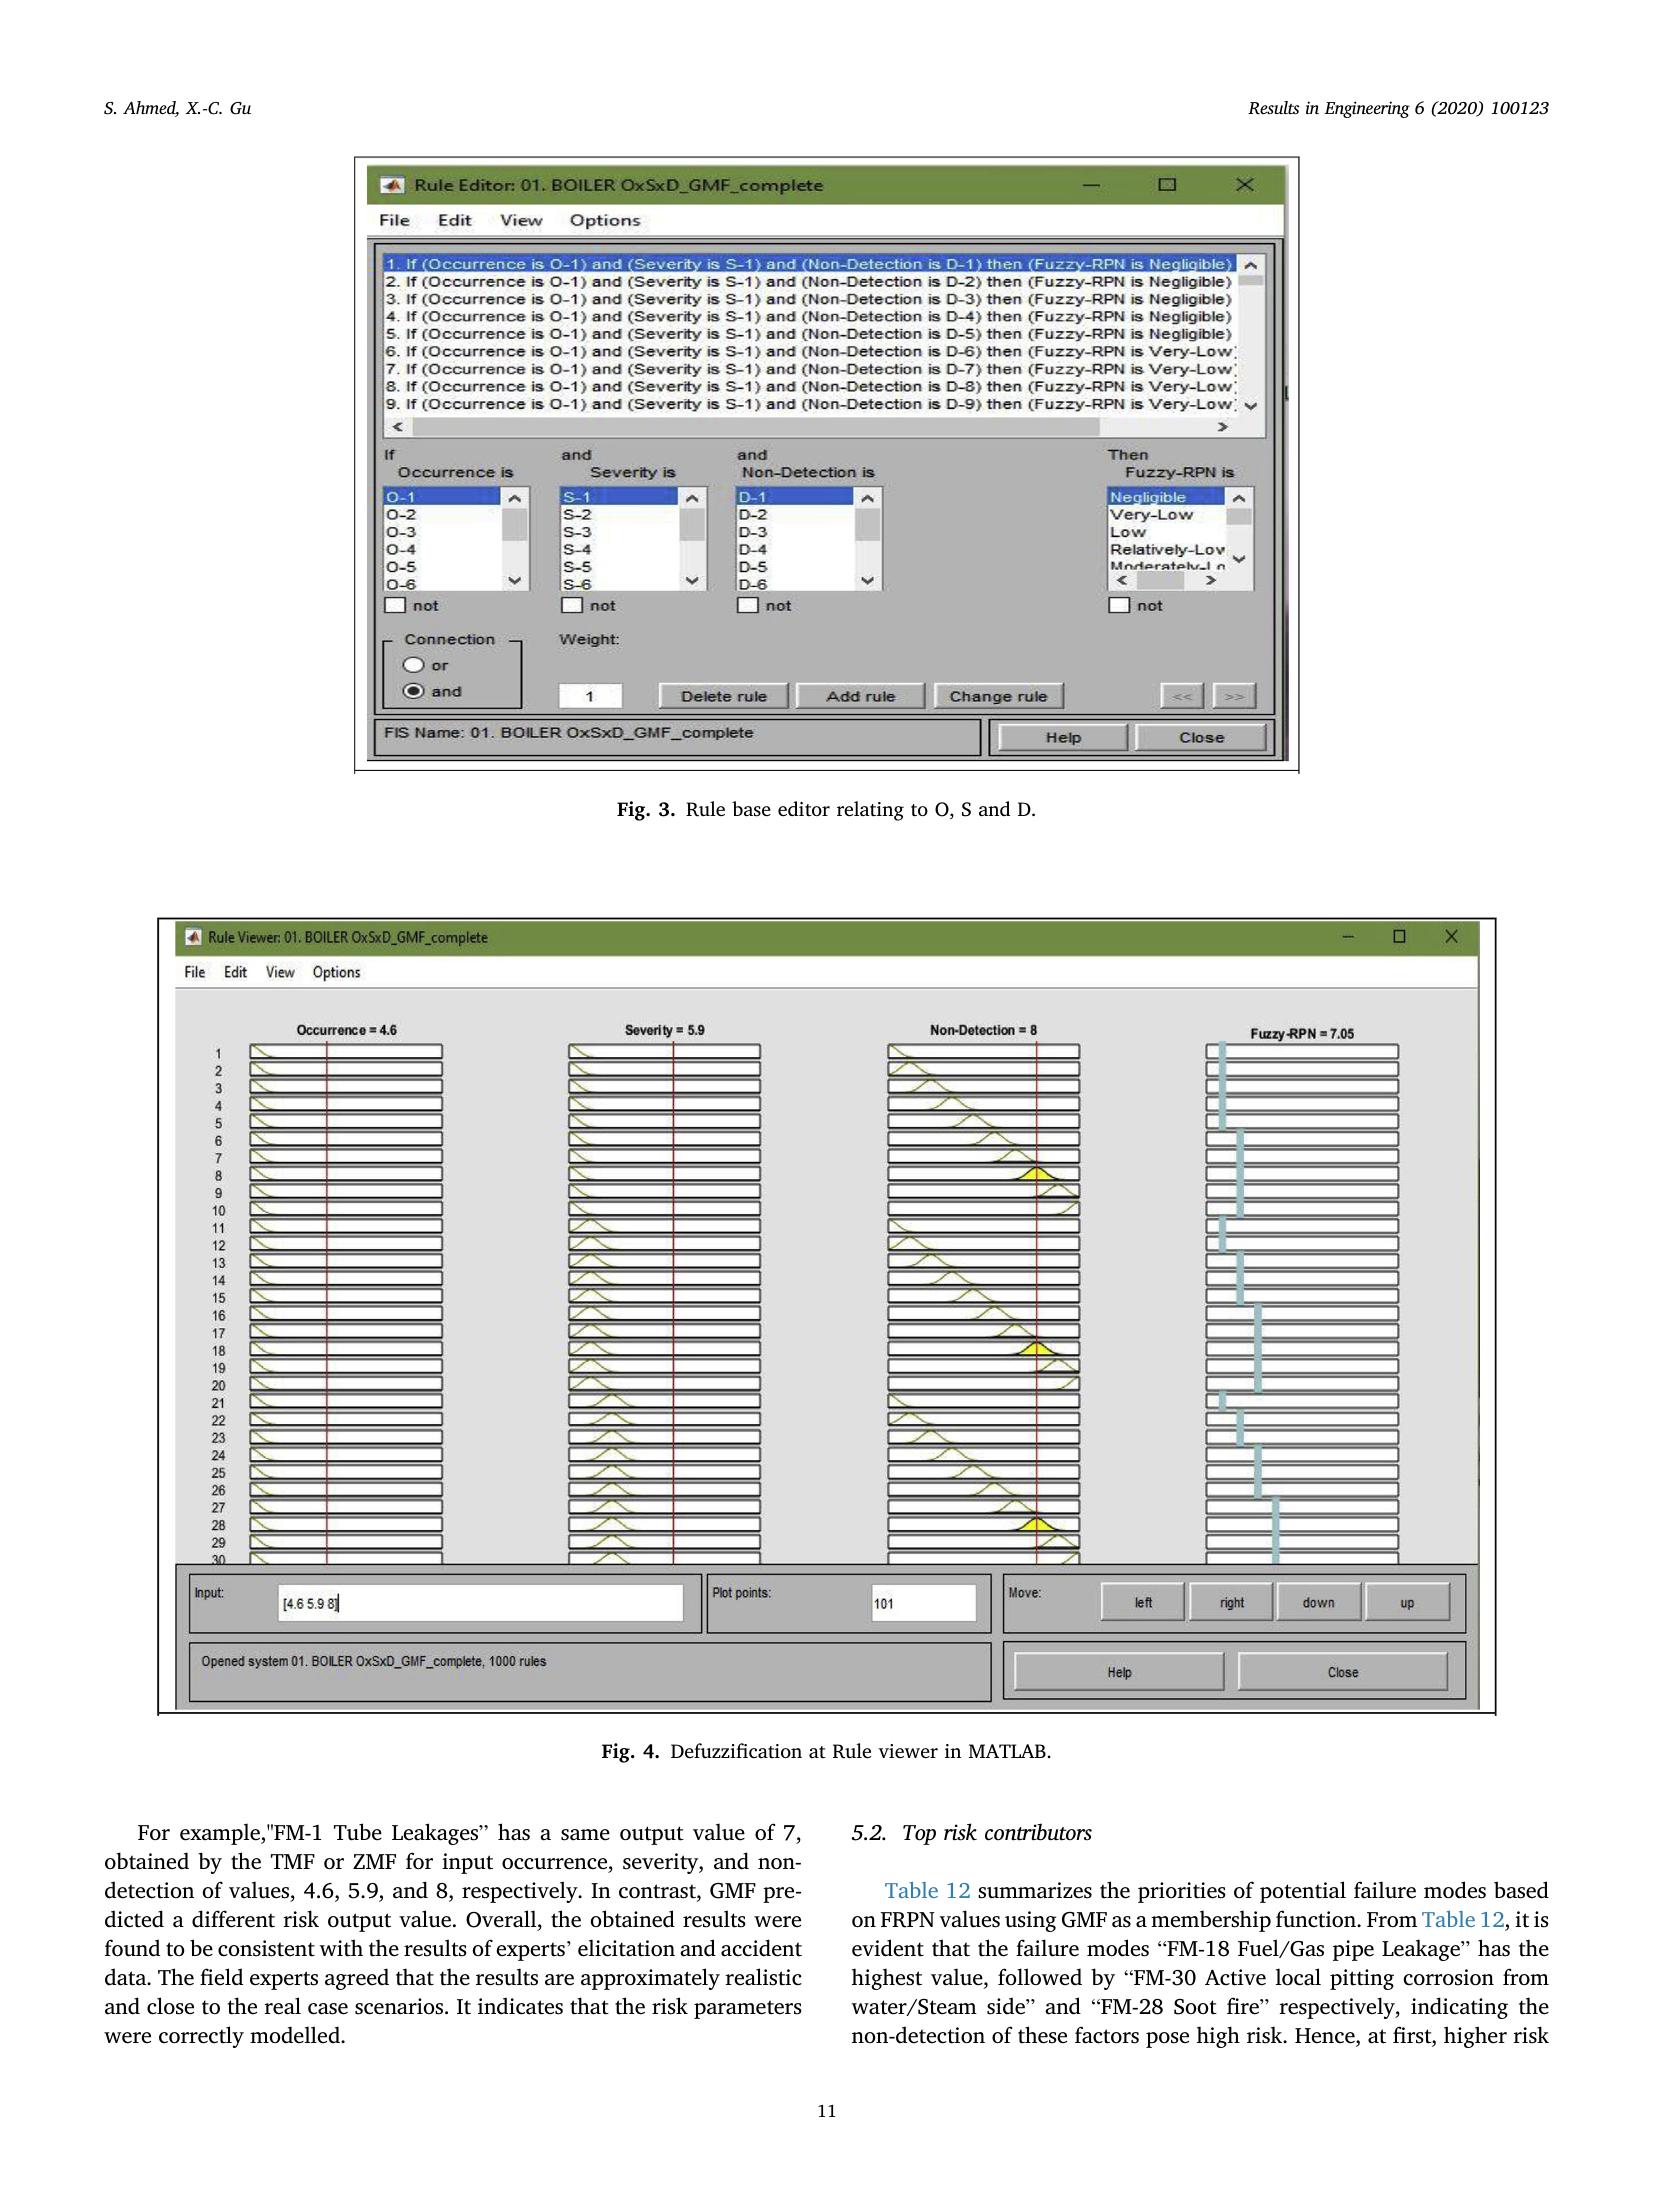 S. Ahmed, X.-C. Gu
Results in Engineering 6 (2020) 100123
Rule Editor: 01. BOILER OxSxD_GMF_complete
File Edit View Options
1. If (Occurrence is O-1) and (Severity is S-1) and (Non-Detection is D-1) then (Fuzzy-RPN is Negligible)
2. If (Occurrence is O-1) and (Severity is S-1) and (Non-Detection is D-2) then (Fuzzy-RPN is Negligible)
3. If (Occurrence is O-1) and (Severity is S-1) and (Non-Detection is D-3) then (Fuzzy-RPN is Negligible)
4. If (Occurrence is O-1) and (Severity is S-1) and (Non-Detection is D-4) then (Fuzzy-RPN is Negligible)
5. If (Occurrence is O-1) and (Severity is S-1) and (Non-Detection is D-5) then (Fuzzy-RPN is Negligible)
6. If (Occurrence is O-1) and (Severity is S-1) and (Non-Detection is D-6) then (Fuzzy-RPN is Very-Low)
7. If (Occurrence is O-1) and (Severity is S-1) and (Non-Detection is D-7) then (Fuzzy-RPN is Very-Low)
8. If (Occurrence is O-1) and (Severity is S-1) and (Non-Detection is D-8) then (Fuzzy-RPN is Very-Low)
9. If (Occurrence is O-1) and (Severity is S-1) and (Non-Detection is D-9) then (Fuzzy-RPN is Very-Low)
If and and Then
Occurrence is Severity is Non-Detection is Fuzzy-RPN is
O-1 S-1 D-1 Negligible
O-2 S-2 D-2 Very-Low
O-3 S-3 D-3 Low
O-4 S-4 D-4 Relatively-Low
O-5 S-5 D-5
O-6 S-6 D-6
not not not not
Connection Weight:
or
and 1 Delete rule Add rule Change rule << >>
FIS Name: 01. BOILER OxSxD_GMF_complete Help Close
Fig. 3. Rule base editor relating to O, S and D.
Rule Viewer: 01. BOILER OxSxD_GMF_complete
File Edit View Options
Occurrence = 4.6 Severity = 5.9 Non-Detection = 8 Fuzzy-RPN = 7.05
1
2
3
4
5
6
7
8
9
10
11
12
13
14
15
16
17
18
19
20
21
22
23
24
25
26
27
28
29
30
Input: [4.6 5.9 8] Plot points: 101 Move: left right down up
Opened system 01. BOILER OxSxD_GMF_complete, 1000 rules Help Close
Fig. 4. Defuzzification at Rule viewer in MATLAB.
For example,"FM-1 Tube Leakages” has a same output value of 7,
obtained by the TMF or ZMF for input occurrence, severity, and non-
detection of values, 4.6, 5.9, and 8, respectively. In contrast, GMF pre-
dicted a different risk output value. Overall, the obtained results were
found to be consistent with the results of experts’ elicitation and accident
data. The field experts agreed that the results are approximately realistic
and close to the real case scenarios. It indicates that the risk parameters
were correctly modelled.
5.2. Top risk contributors
Table 12 summarizes the priorities of potential failure modes based
on FRPN values using GMF as a membership function. From Table 12, it is
evident that the failure modes “FM-18 Fuel/Gas pipe Leakage” has the
highest value, followed by “FM-30 Active local pitting corrosion from
water/Steam side” and “FM-28 Soot fire” respectively, indicating the
non-detection of these factors pose high risk. Hence, at first, higher risk
11